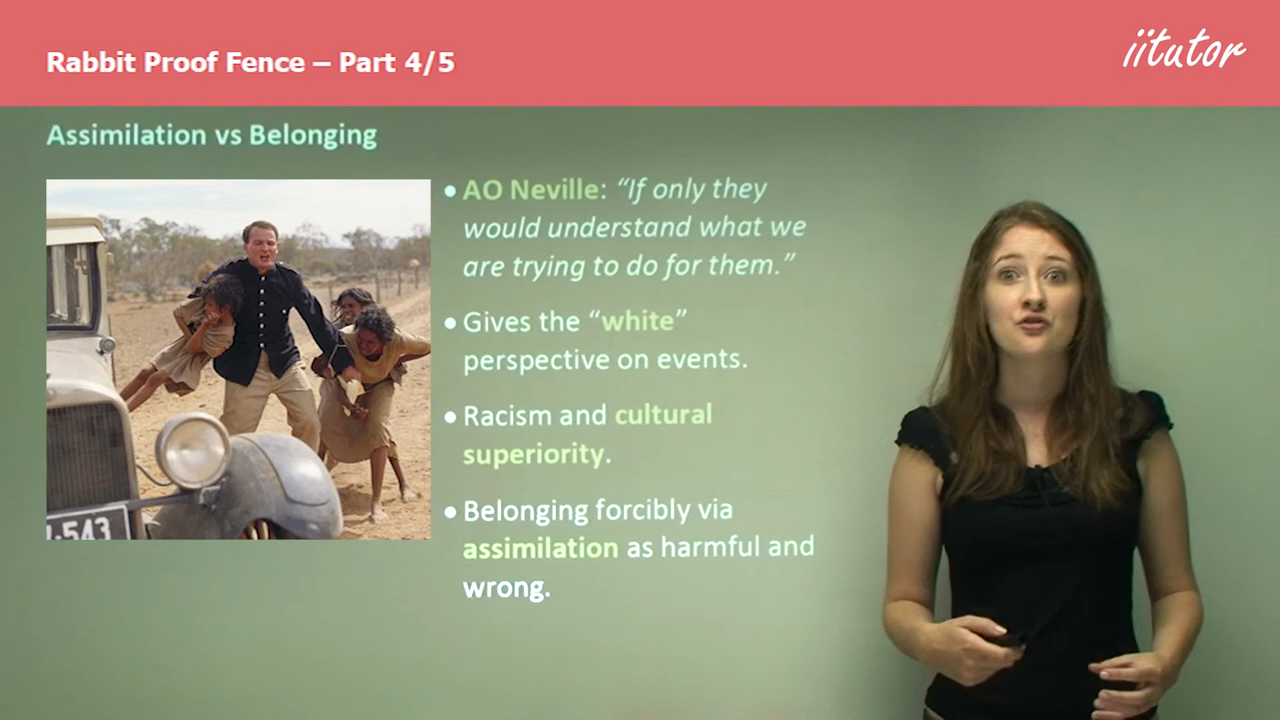 Rabbit Proof Fence – Part 4/5
iitutor
Assimilation vs Belonging
• AO Neville: “If only they
would understand what we
are trying to do for them.”
• Gives the “white”
perspective on events.
• Racism and cultural
superiority.
• Belonging forcibly via
assimilation as harmful and
wrong.
543